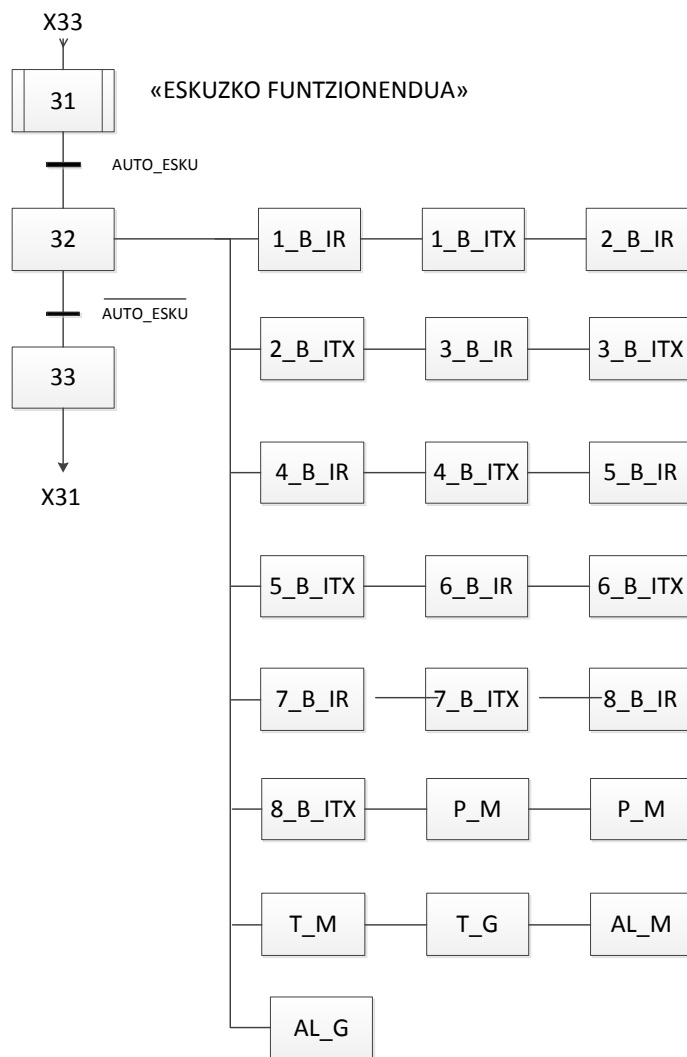 X33
31
«ESKUZKO FUNTZIONENDUA»
AUTO_ESKU
32
1_B_IR
1_B_ITX
2_B_IR
AUTO_ESKU
33
2_B_ITX
3_B_IR
3_B_ITX
X31
4_B_IR
4_B_ITX
5_B_IR
5_B_ITX
6_B_IR
6_B_ITX
7_B_IR
7_B_ITX
8_B_IR
8_B_ITX
P_M
P_M
T_M
T_G
AL_M
AL_G